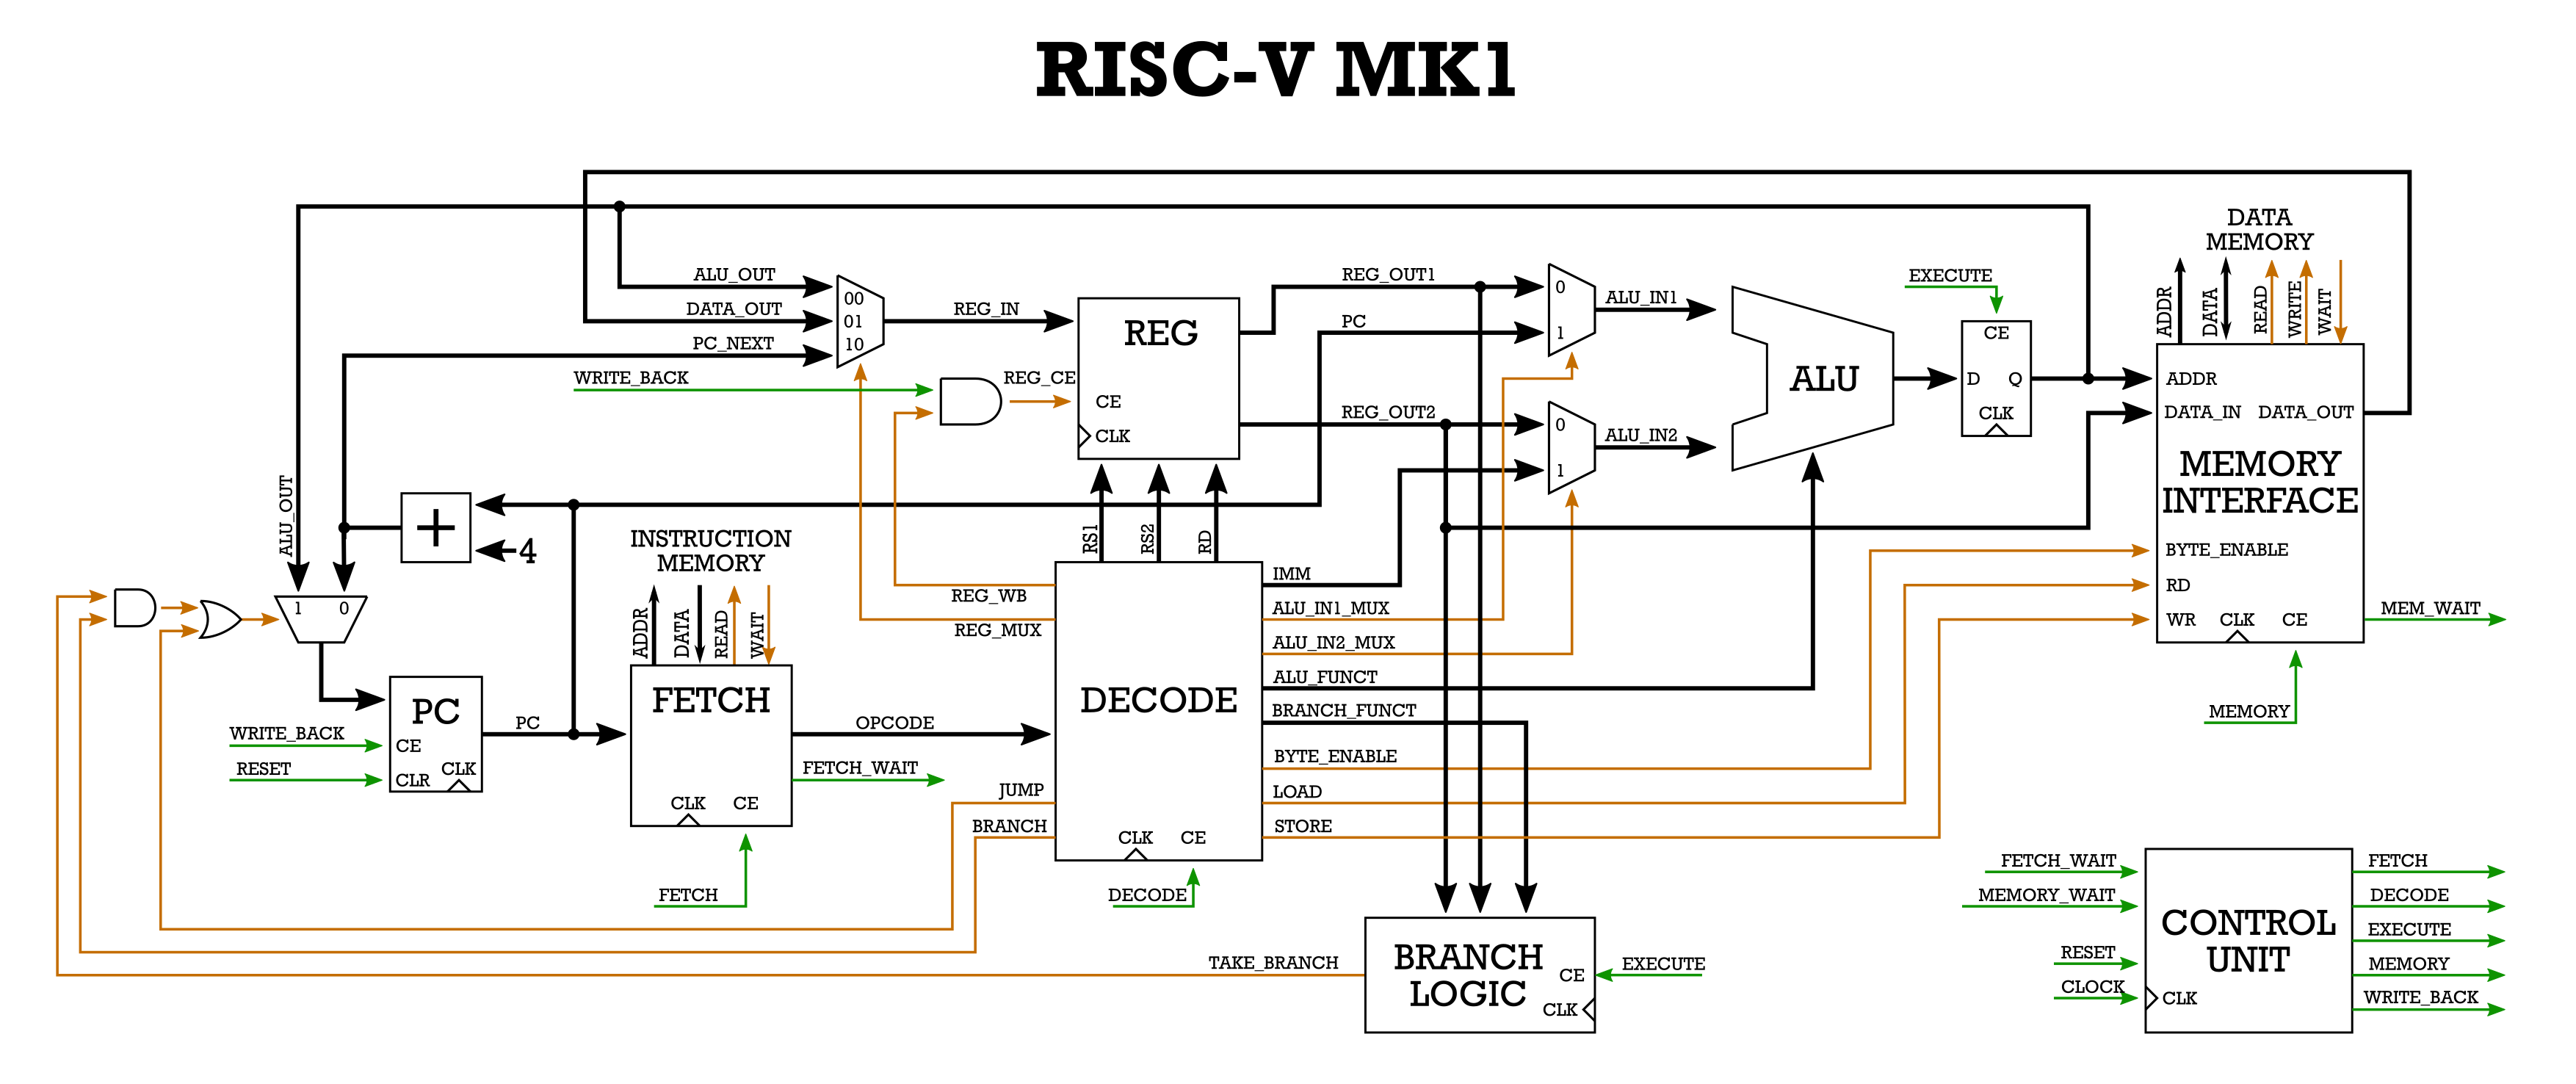 RISC-V MK1
DATA
MEMORY
ADDR
DATA
READ
WRITE
WAIT
ALU_OUT
DATA_OUT
PC_NEXT
00
01
10
REG_IN
WRITE_BACK
REG_CE
REG
CE
CLK
REG_OUT1
PC
REG_OUT2
0
1
0
1
ALU_IN1
ALU_IN2
ALU
EXECUTE
CE
D
Q
CLK
ADDR
DATA_IN
DATA_OUT
MEMORY
INTERFACE
BYTE_ENABLE
RD
WR
CLK
CE
MEM_WAIT
MEMORY
ALU_OUT
+
4
1
0
INSTRUCTION
MEMORY
ADDR
DATA
READ
WAIT
RS1
RS2
RD
REG_WB
REG_MUX
PC
CE
CLR
CLK
WRITE_BACK
RESET
PC
FETCH
CLK
CE
FETCH
OPCODE
FETCH_WAIT
JUMP
BRANCH
DECODE
CLK
CE
DECODE
IMM
ALU_IN1_MUX
ALU_IN2_MUX
ALU_FUNCT
BRANCH_FUNCT
BYTE_ENABLE
LOAD
STORE
TAKE_BRANCH
BRANCH
LOGIC
CE
CLK
EXECUTE
FETCH_WAIT
MEMORY_WAIT
RESET
CLOCK
CONTROL
UNIT
CLK
FETCH
DECODE
EXECUTE
MEMORY
WRITE_BACK